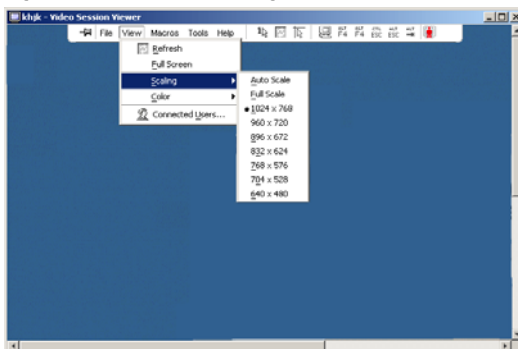 khjk - Video Session Viewer
File View Macros Tools Help
Refresh
Full Screen
Scaling
Color
Connected Users...
Auto Scale
Full Scale
1024 x 768
960 x 720
896 x 672
832 x 624
768 x 576
704 x 528
640 x 480